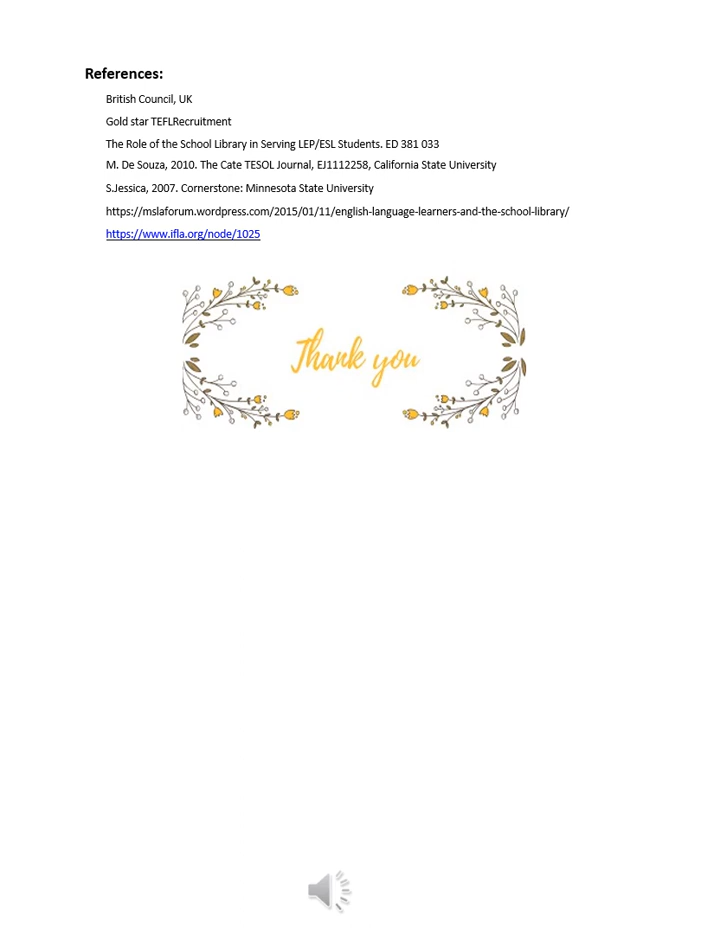 References:
British Council, UK
Gold star TEFLRecruitment
The Role of the School Library in Serving LEP/ESL Students. ED 381 033
M. De Souza, 2010. The Cate TESOL Journal, EJ1112258, California State University
S.Jessica, 2007. Cornerstone: Minnesota State University
https://mslaforum.wordpress.com/2015/01/11/english-language-learners-and-the-school-library/
https://www.ifla.org/node/1025
Thank you